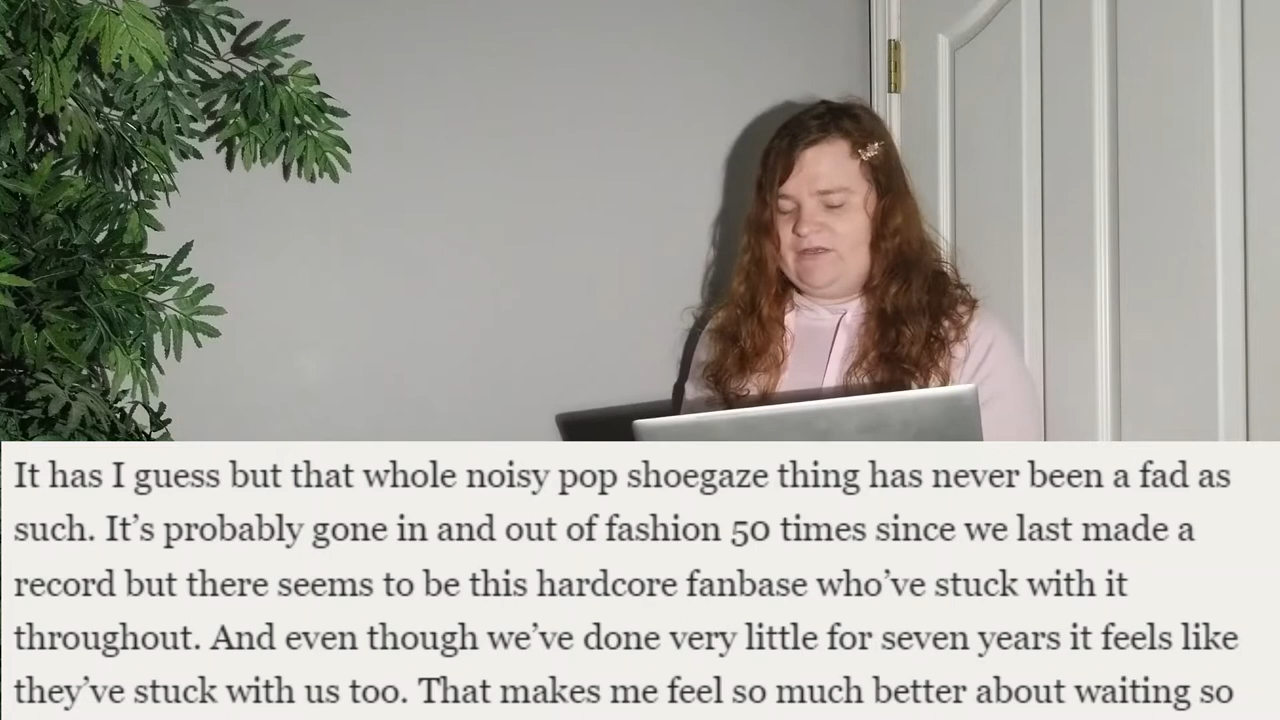 It has I guess but that whole noisy pop shoegaze thing has never been a fad as
such. It’s probably gone in and out of fashion 50 times since we last made a
record but there seems to be this hardcore fanbase who’ve stuck with it
throughout. And even though we’ve done very little for seven years it feels like
they’ve stuck with us too. That makes me feel so much better about waiting so